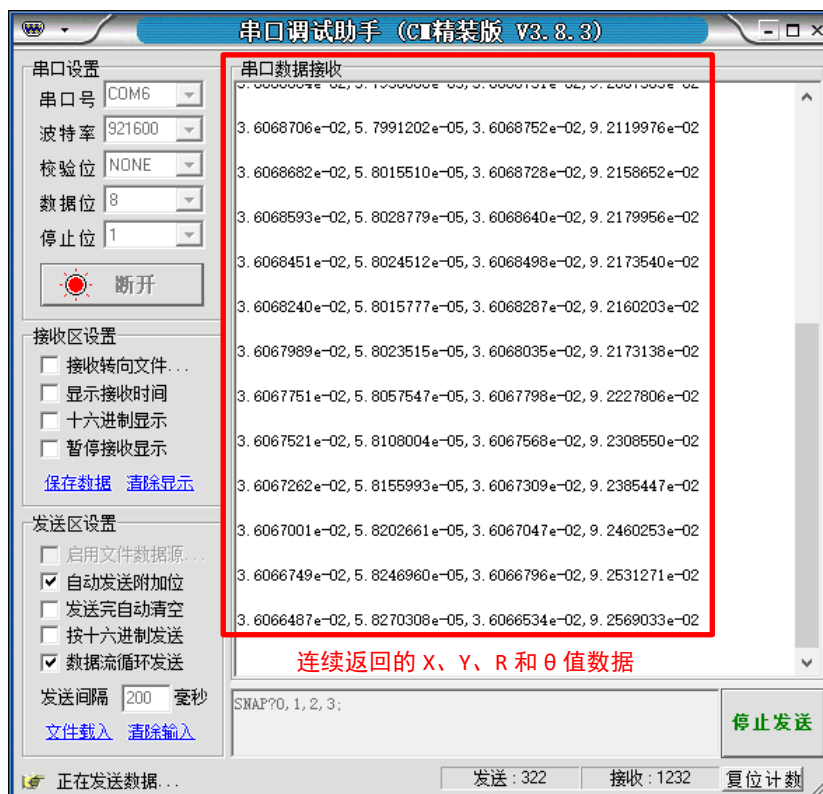 串口调试助手 (CM精装版 V3.8.3)
串口设置
串口号 COM6
波特率 921600
校验位 NONE
数据位 8
停止位 1
断开
接收区设置
接收转向文件...
显示接收时间
十六进制显示
暂停接收显示
保存数据 清除显示
发送区设置
启用文件数据源...
自动发送附加位
发送完自动清空
按十六进制发送
数据流循环发送
发送间隔 200 毫秒
文件载入 清除输入
串口数据接收
3.6068706e-02,5.7991202e-05,3.6068752e-02,9.2119976e-02
3.6068682e-02,5.8015510e-05,3.6068728e-02,9.2158652e-02
3.6068593e-02,5.8028779e-05,3.6068640e-02,9.2179956e-02
3.6068451e-02,5.8024512e-05,3.6068498e-02,9.2173540e-02
3.6068240e-02,5.8015777e-05,3.6068287e-02,9.2160203e-02
3.6067989e-02,5.8023515e-05,3.6068035e-02,9.2173138e-02
3.6067751e-02,5.8057547e-05,3.6067798e-02,9.2227806e-02
3.6067521e-02,5.8108004e-05,3.6067568e-02,9.2308550e-02
3.6067262e-02,5.8155993e-05,3.6067309e-02,9.2385447e-02
3.6067001e-02,5.8202661e-05,3.6067047e-02,9.2460253e-02
3.6066749e-02,5.8246960e-05,3.6066796e-02,9.2531271e-02
3.6066487e-02,5.8270308e-05,3.6066534e-02,9.2569033e-02
连续返回的 X、Y、R 和 θ 值数据
SNAP?0,1,2,3;
停止发送
正在发送数据...
发送:322
接收:1232
复位计数